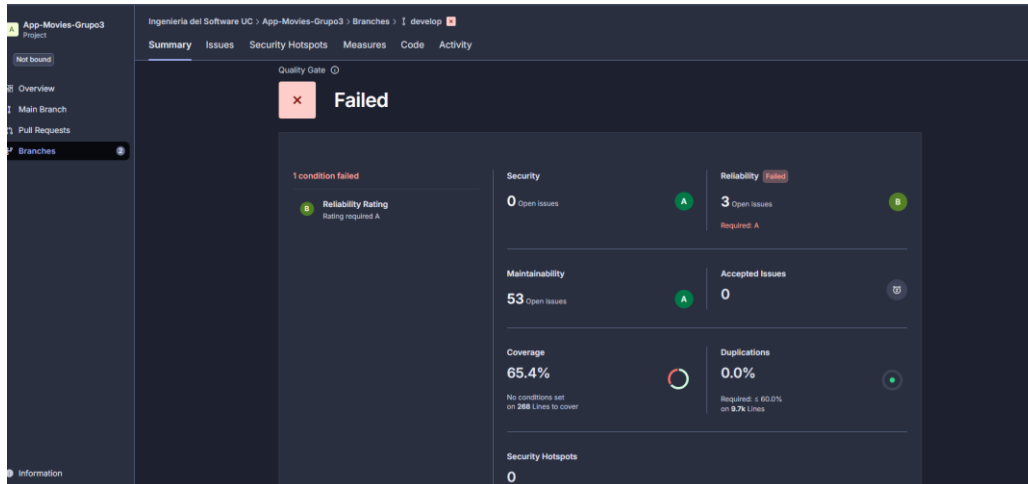 A
App-Movies-Grupo3
Project
Not bound
Overview
Main Branch
Pull Requests
Branches 2
Information
Ingenieria del Software UC > App-Movies-Grupo3 > Branches > develop
Summary Issues Security Hotspots Measures Code Activity
Quality Gate
Failed
1 condition failed
B Reliability Rating
Rating required A
Security
0 Open issues A
Reliability Failed
3 Open issues B
Required: A
Maintainability
53 Open issues A
Accepted Issues
0
Coverage
65.4%
No conditions set
on 268 Lines to cover
Duplications
0.0%
Required: ≤ 60.0%
on 9.7k Lines
Security Hotspots
0